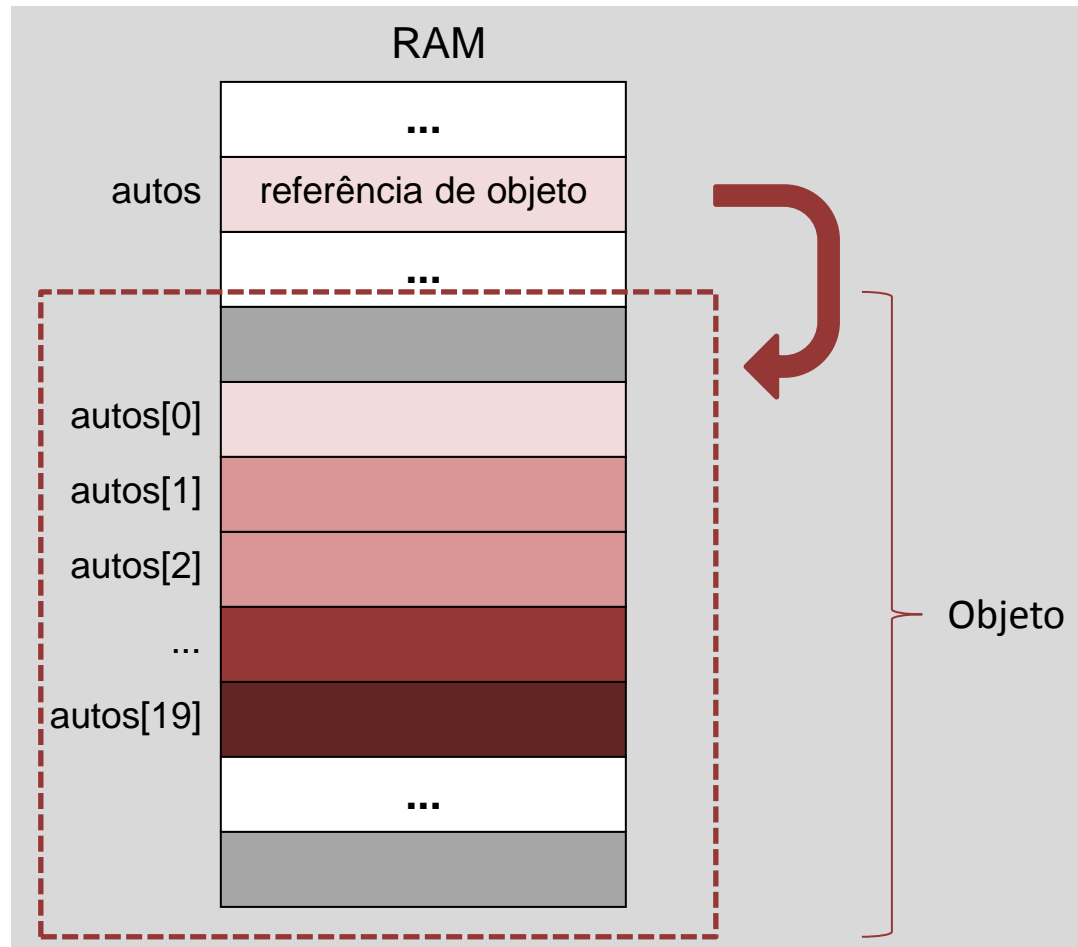 RAM
...
autos
referência de objeto
...
autos[0]
autos[1]
autos[2]
...
autos[19]
...
Objeto